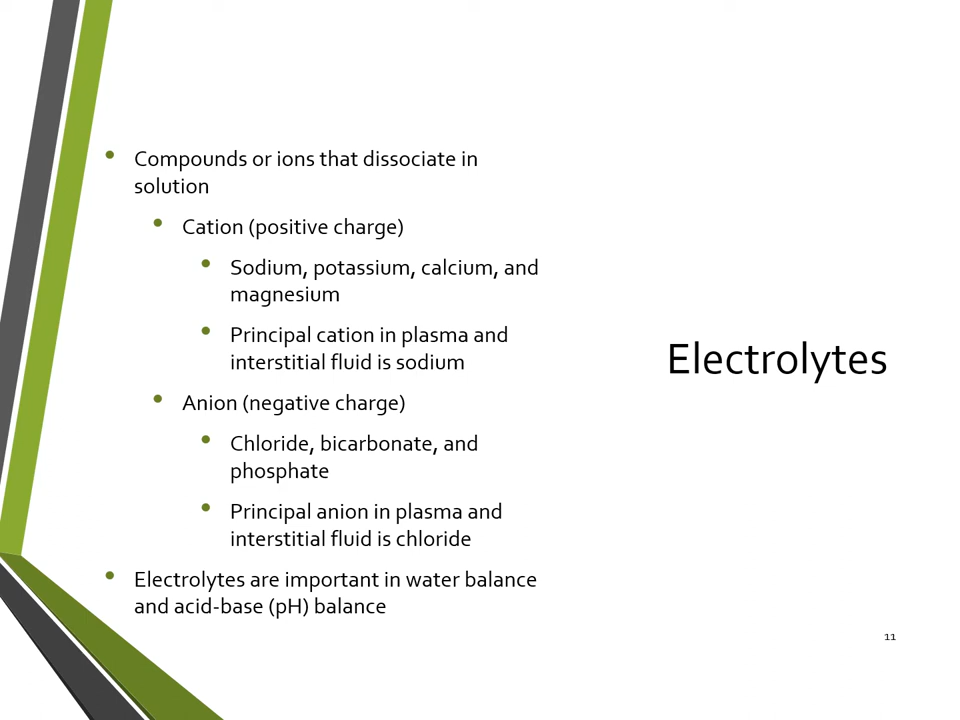 • Compounds or ions that dissociate in
solution
• Cation (positive charge)
• Sodium, potassium, calcium, and
magnesium
• Principal cation in plasma and
interstitial fluid is sodium
• Anion (negative charge)
• Chloride, bicarbonate, and
phosphate
• Principal anion in plasma and
interstitial fluid is chloride
• Electrolytes are important in water balance
and acid-base (pH) balance
Electrolytes
11